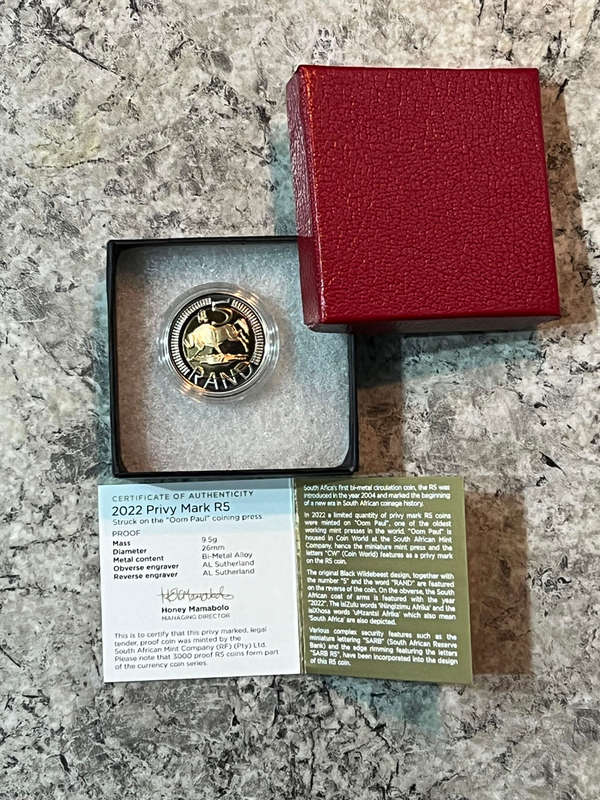 5
RAND
CERTIFICATE OF AUTHENTICITY
2022 Privy Mark R5
Struck on the "Oom Paul" coining press
PROOF
Mass 9.5g
Diameter 26mm
Metal content Bi-Metal Alloy
Obverse engraver AL Sutherland
Reverse engraver AL Sutherland
Honey Mamabolo
MANAGING DIRECTOR
This is to certify that this privy marked, legal
tender, proof coin was minted by the
South African Mint Company (RF) (Pty) Ltd.
Please note that 3000 proof R5 coins form part
of the currency coin series.
South Africa's first bi-metal circulation coin, the R5 was
introduced in the year 2004 and marked the beginning
of a new era in South African coinage history.
In 2022 a limited quantity of privy mark R5 coins
were minted on "Oom Paul", one of the oldest
working mint presses in the world. "Oom Paul" is
housed in Coin World at the South African Mint
Company, hence the miniature mint press and the
letters "CW" (Coin World) features as a privy mark
on the R5 coin.
The original Black Wildebeest design, together with
the number "5" and the word "RAND" are featured
on the reverse of the coin. On the obverse, the South
African coat of arms is featured with the year
"2022". The isiZulu words 'iNingizimu Afrika' and the
isiXhosa words 'uMzantsi Afrika' which also mean
'South Africa' are also depicted.
Various complex security features such as the
miniature lettering "SARB" (South African Reserve
Bank) and the edge rimming featuring the letters
"SARB R5", have been incorporated into the design
of this R5 coin.